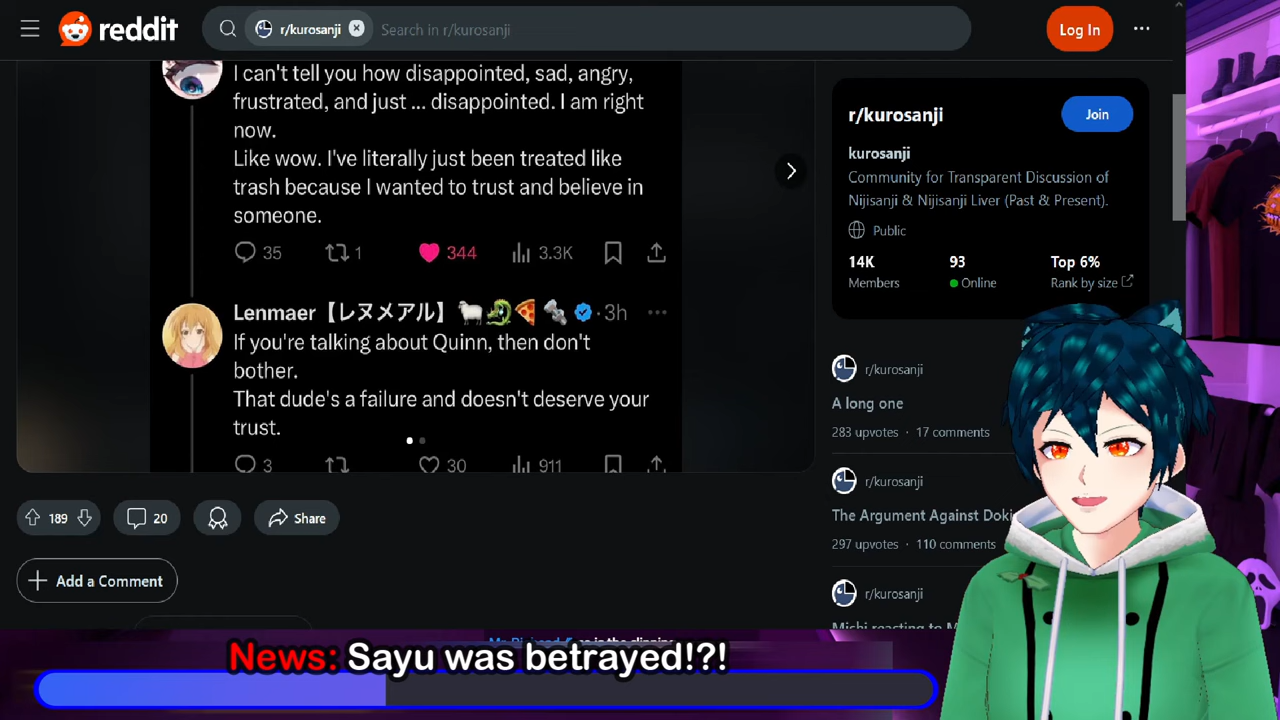 reddit
r/kurosanji
Search in r/kurosanji
Log In
I can't tell you how disappointed, sad, angry,
frustrated, and just ... disappointed. I am right
now.
Like wow. I've literally just been treated like
trash because I wanted to trust and believe in
someone.
35 1 344 3.3K
Lenmaer【レヌメアル】🐑🐉🍕🔩 · 3h
If you're talking about Quinn, then don't
bother.
That dude's a failure and doesn't deserve your
trust.
3 30 911
189
20
Share
Add a Comment
r/kurosanji
Join
kurosanji
Community for Transparent Discussion of
Nijisanji & Nijisanji Liver (Past & Present).
Public
14K 93 Top 6%
Members Online Rank by size
r/kurosanji
A long one
283 upvotes · 17 comments
r/kurosanji
The Argument Against Doki
297 upvotes · 110 comments
r/kurosanji
Michi reacting to M
News: Sayu was betrayed!?!